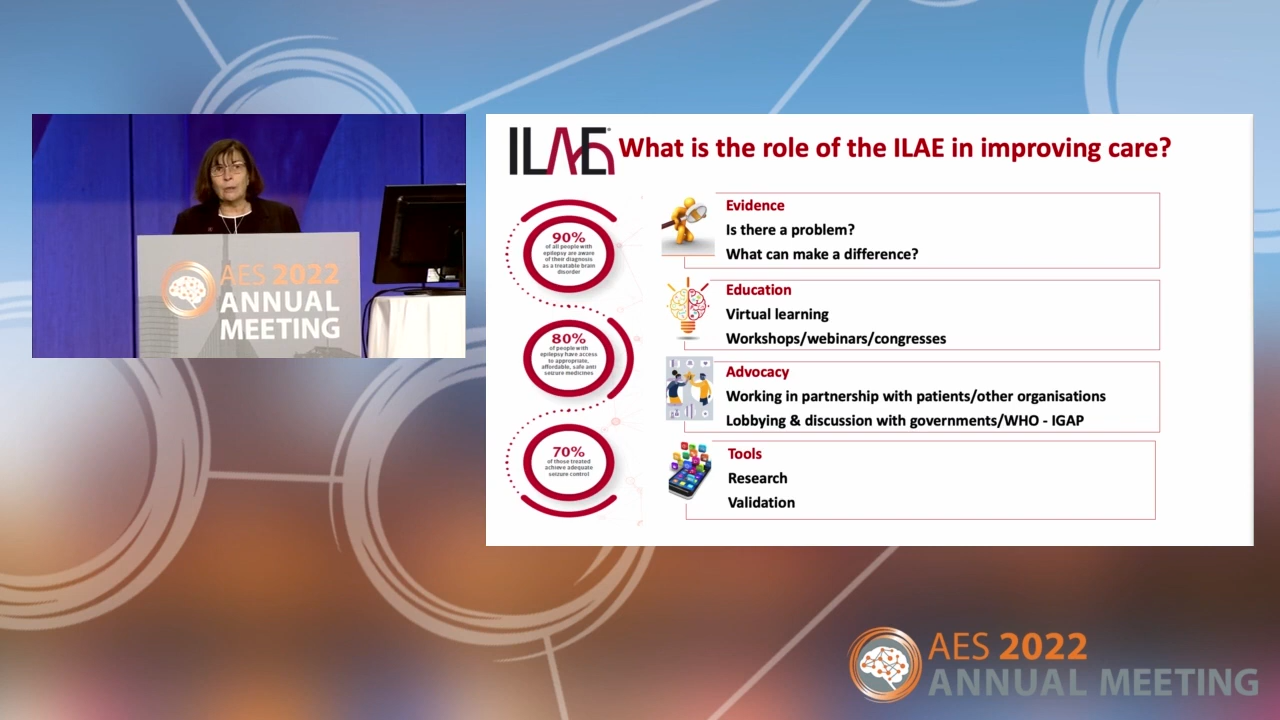 AES 2022
ANNUAL
MEETING
ILAE
What is the role of the ILAE in improving care?
90%
of all people with
epilepsy are aware
of their diagnosis
as a treatable brain
disorder
80%
of people with
epilepsy have access
to appropriate,
affordable, safe anti
seizure medicines
70%
of those treated
achieve adequate
seizure control
Evidence
Is there a problem?
What can make a difference?
Education
Virtual learning
Workshops/webinars/congresses
Advocacy
Working in partnership with patients/other organisations
Lobbying & discussion with governments/WHO - IGAP
Tools
Research
Validation
AES 2022
ANNUAL MEETING